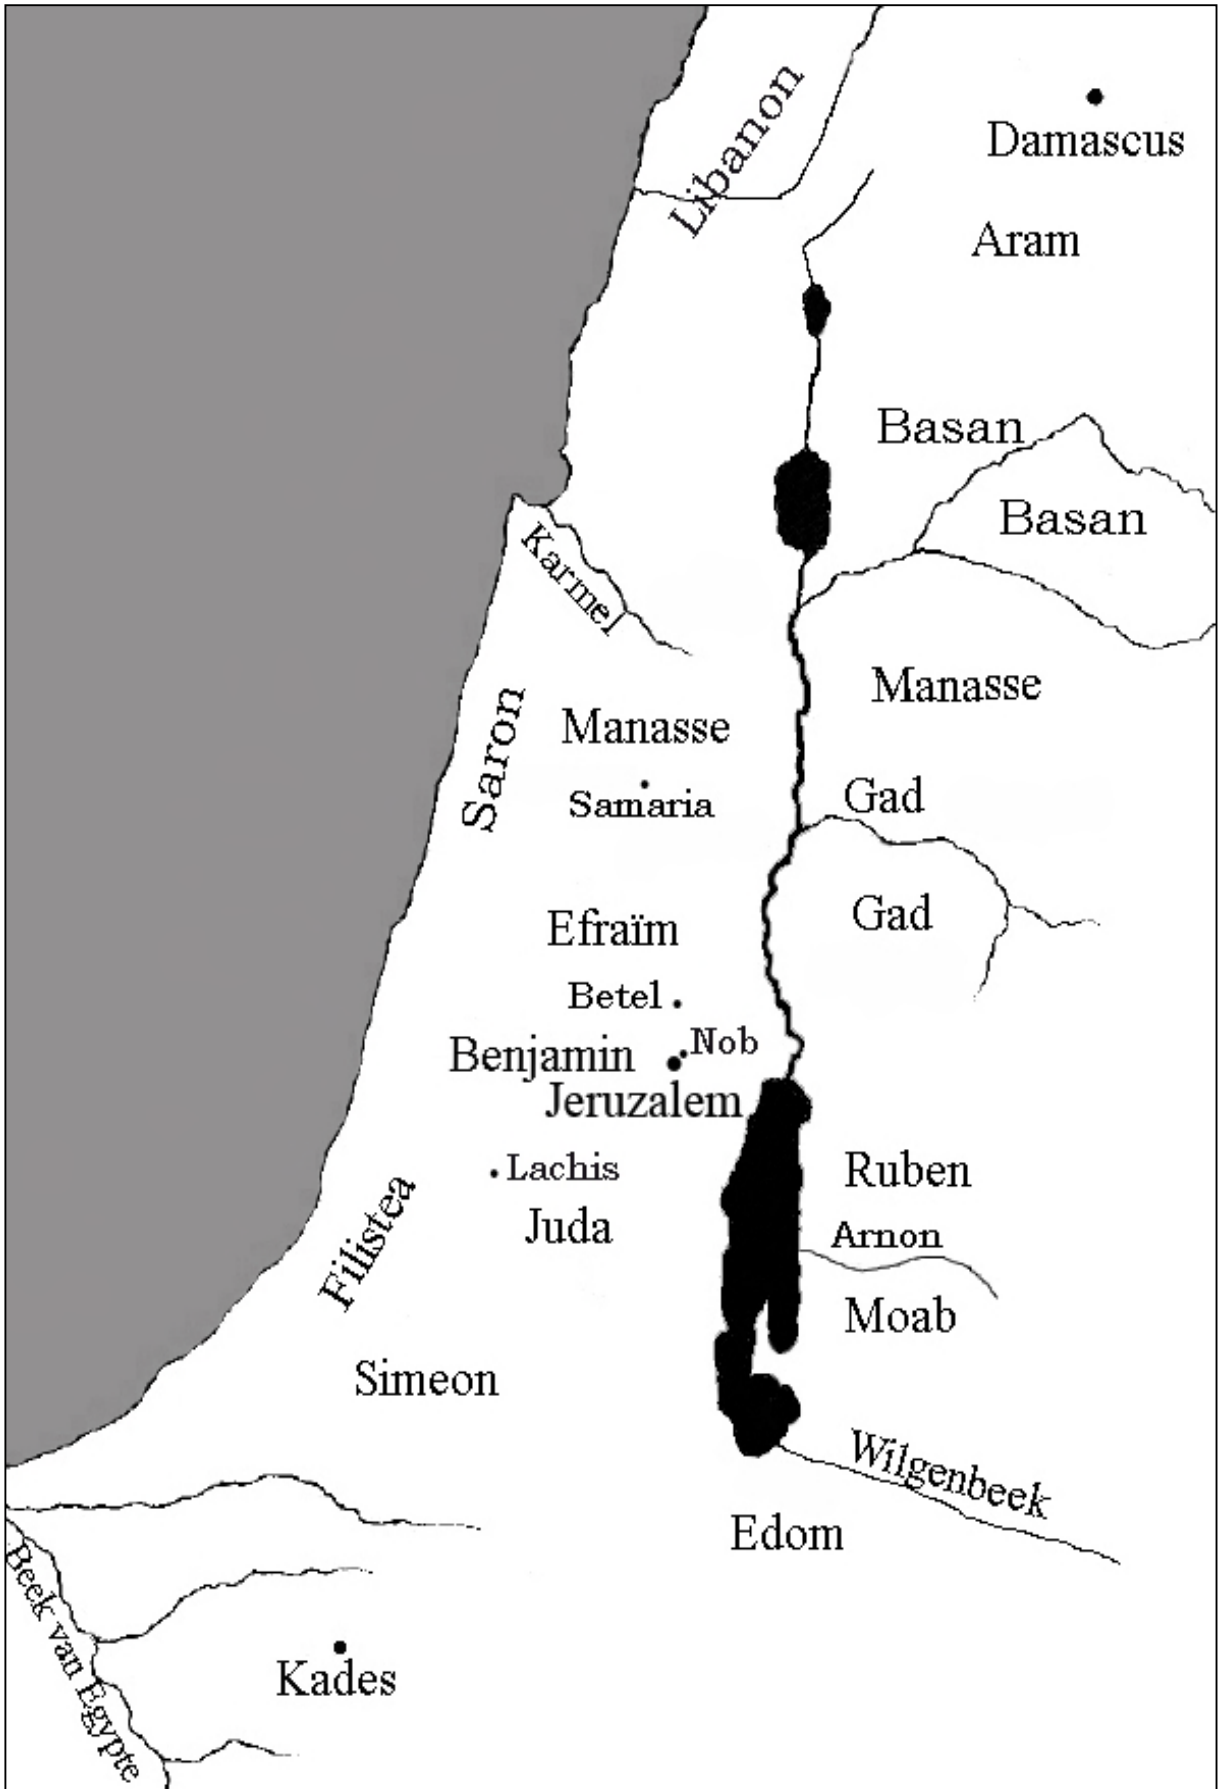 Libanon
Damascus
Aram
Basan
Basan
Karmel
Manasse
Saron
Manasse
Samaria
Gad
Gad
Efraïm
Betel
Nob
Benjamin
Jeruzalem
Lachis
Ruben
Filistea
Juda
Arnon
Moab
Simeon
Wilgenbeek
Edom
Beek van Egypte
Kades